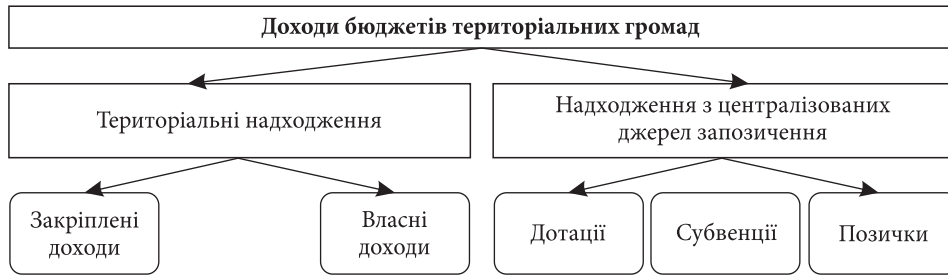 Доходи бюджетів територіальних громад
Територіальні надходження
Надходження з централізованих
джерел запозичення
Закріплені
доходи
Власні
доходи
Дотації
Субвенції
Позички